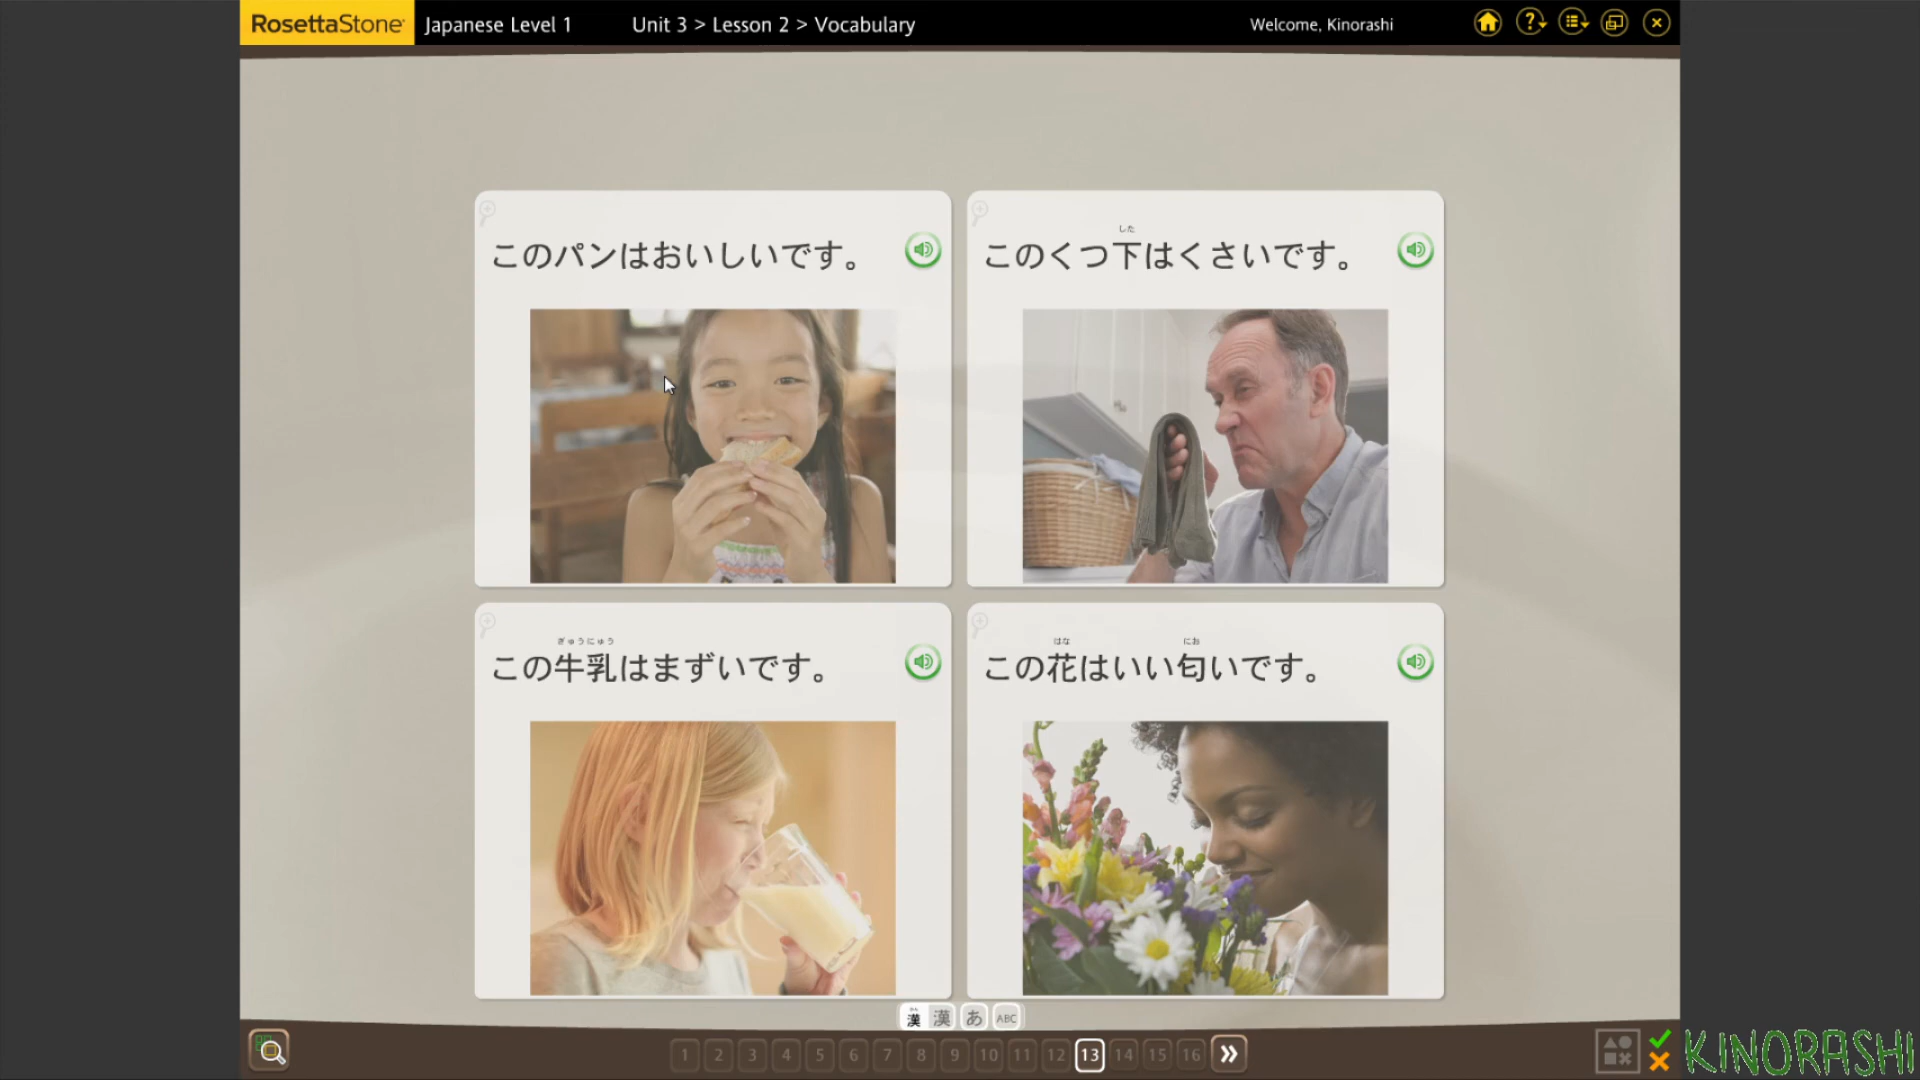 RosettaStone Japanese Level 1 Unit 3 > Lesson 2 > Vocabulary Welcome, Kinorashi
このパンはおいしいです。
した
このくつ下はくさいです。
ぎゅうにゅう
この牛乳はまずいです。
はな にお
この花はいい匂いです。
漢 漢 あ ABC
1 2 3 4 5 6 7 8 9 10 11 12 13 14 15 16
KINORASHI